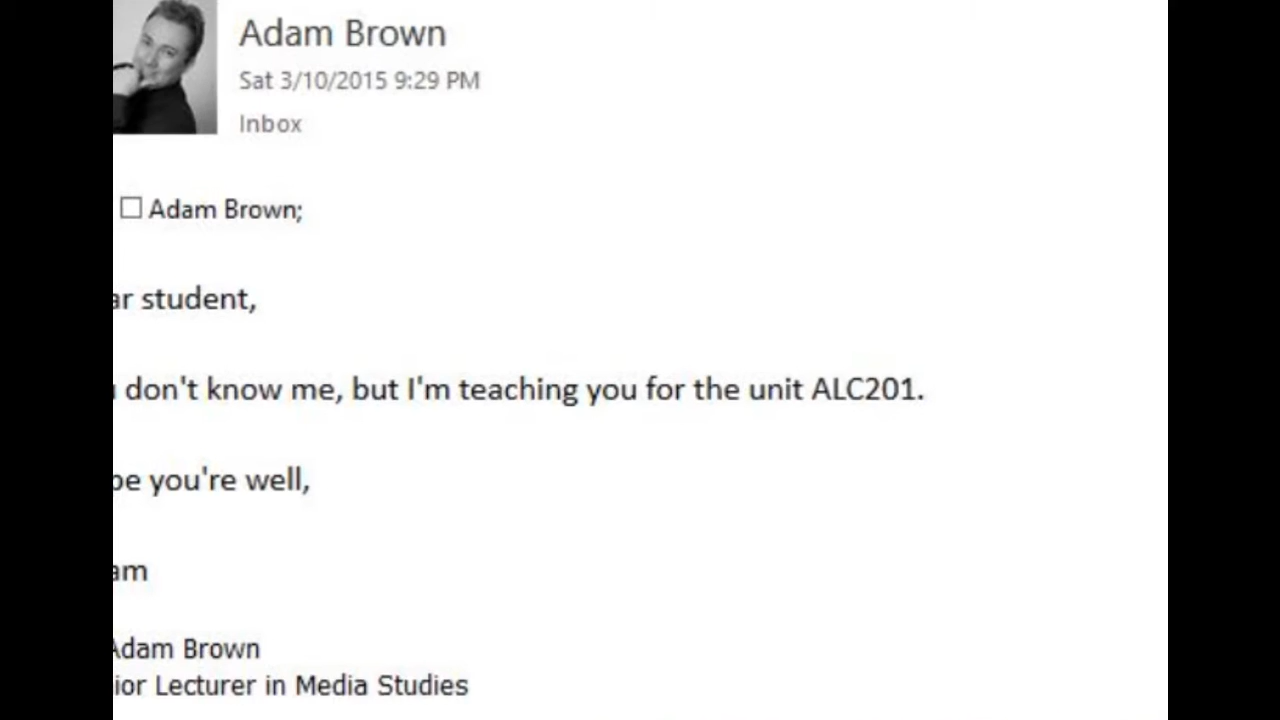 Adam Brown
Sat 3/10/2015 9:29 PM
Inbox
Adam Brown;
ar student,
don't know me, but I'm teaching you for the unit ALC201.
pe you're well,
am
Adam Brown
ior Lecturer in Media Studies